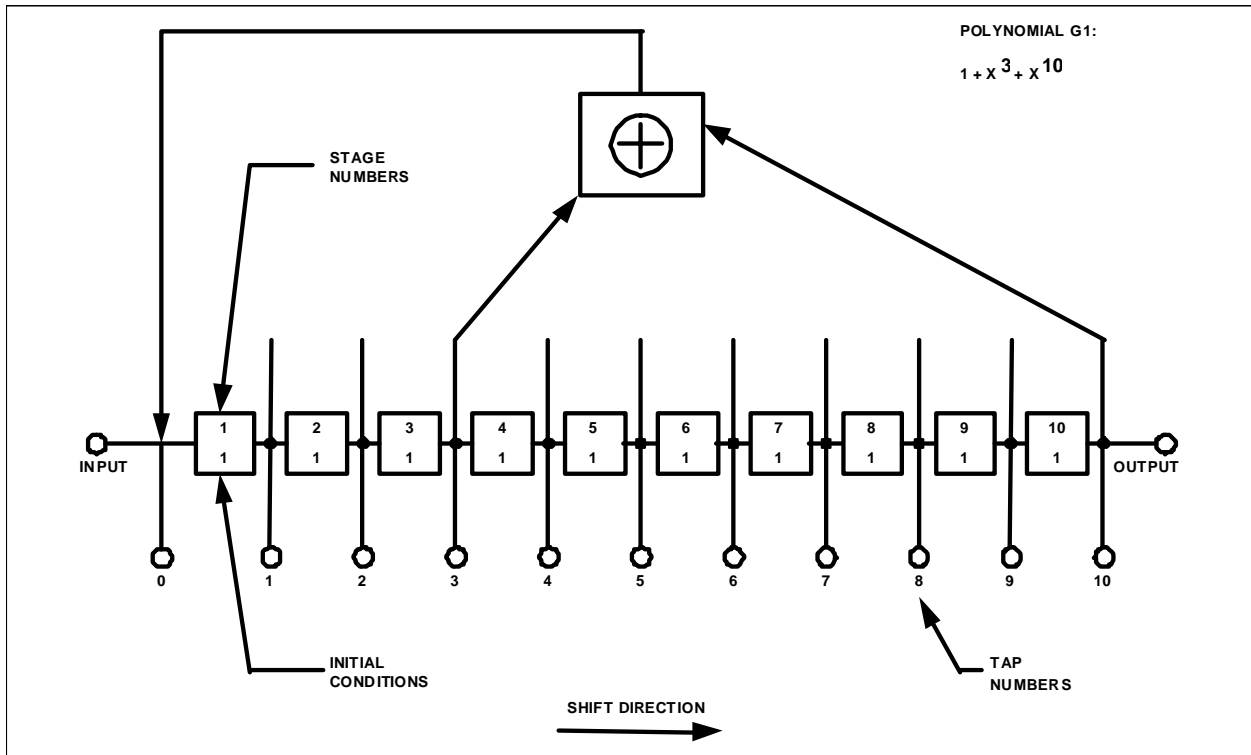 POLYNOMIAL G1:
1 + X 3 + X 10
STAGE
NUMBERS
1 2 3 4 5 6 7 8 9 10
1 1 1 1 1 1 1 1 1 1
INPUT
OUTPUT
0 1 2 3 4 5 6 7 8 9 10
INITIAL
CONDITIONS
TAP
NUMBERS
SHIFT DIRECTION